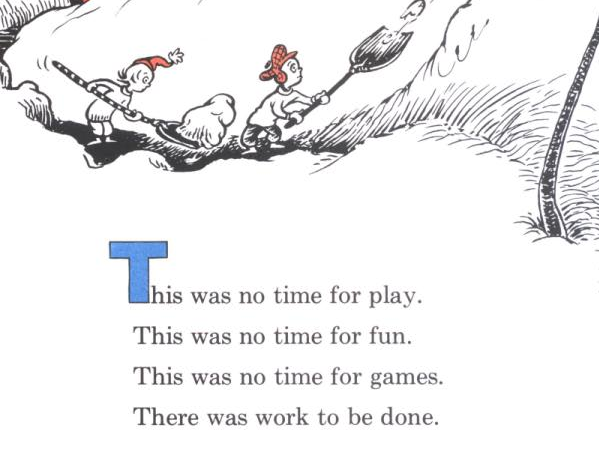 This was no time for play.
This was no time for fun.
This was no time for games.
There was work to be done.